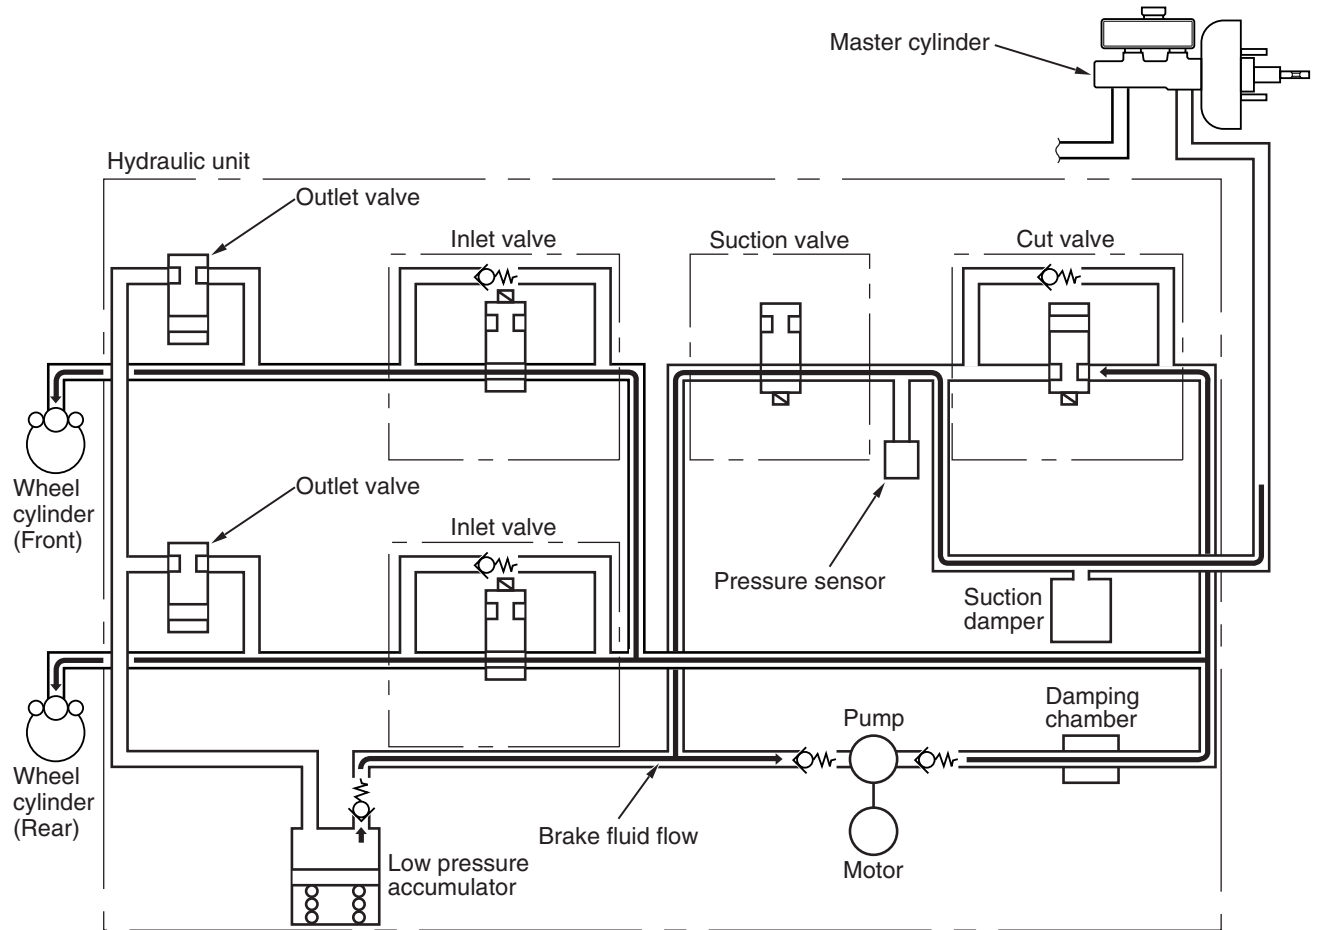 Master cylinder
Hydraulic unit
Outlet valve
Inlet valve
Suction valve
Cut valve
Wheel
cylinder
(Front)
Outlet valve
Inlet valve
Pressure sensor
Suction
damper
Damping
chamber
Pump
Wheel
cylinder
(Rear)
Brake fluid flow
Low pressure
accumulator
Motor